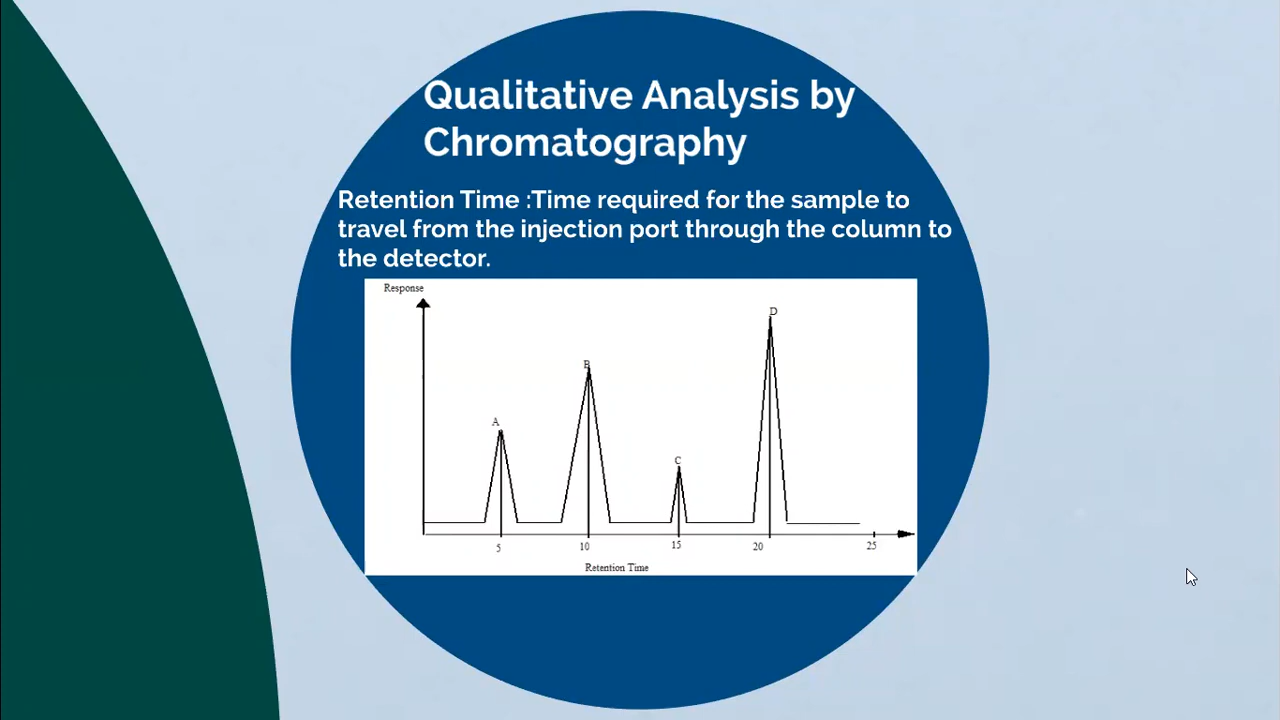 Qualitative Analysis by
Chromatography
Retention Time :Time required for the sample to
travel from the injection port through the column to
the detector.
Response
D
B
A
C
5
10
15
20
25
Retention Time